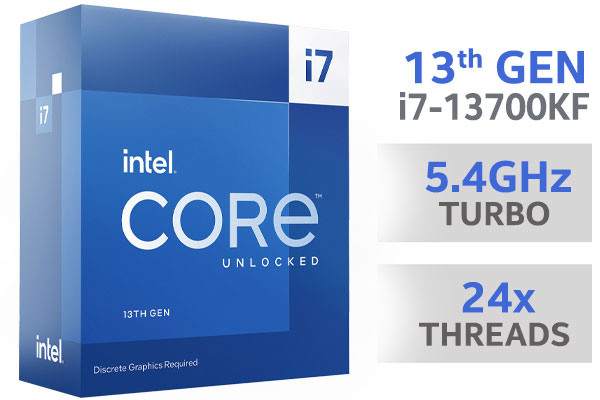 i7
i7
intel.
CORE™
UNLOCKED
13TH GEN
intel.
Discrete Graphics Required
13th GEN
i7-13700KF
5.4GHz
TURBO
24x
THREADS